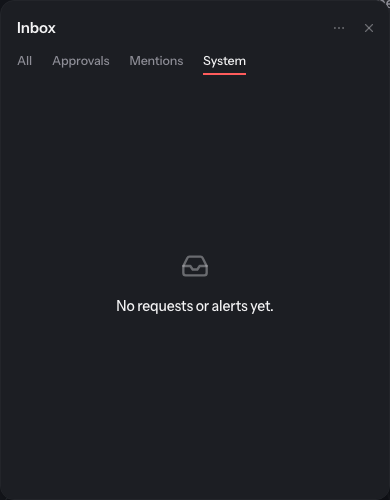 Inbox
All Approvals Mentions System
No requests or alerts yet.